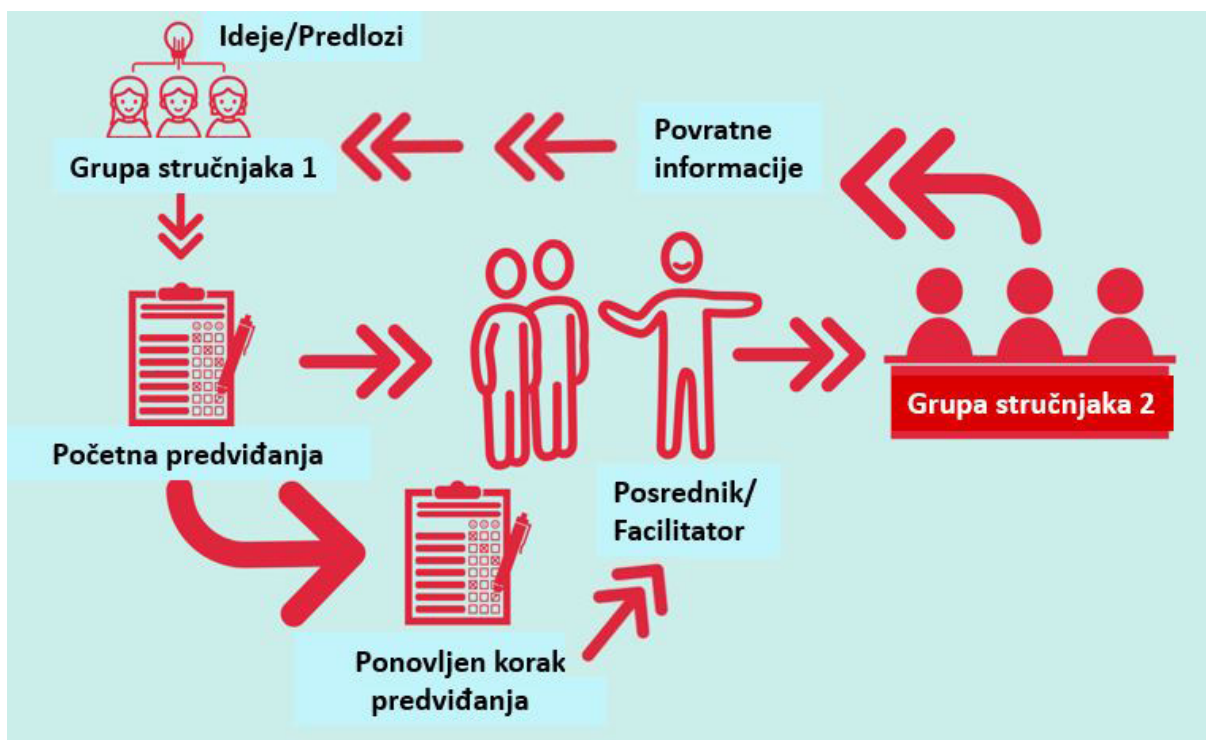 Ideje/Predlozi
Grupa stručnjaka 1
Povratne
informacije
Grupa stručnjaka 2
Početna predviđanja
Posrednik/
Facilitator
Ponovljen korak
predviđanja